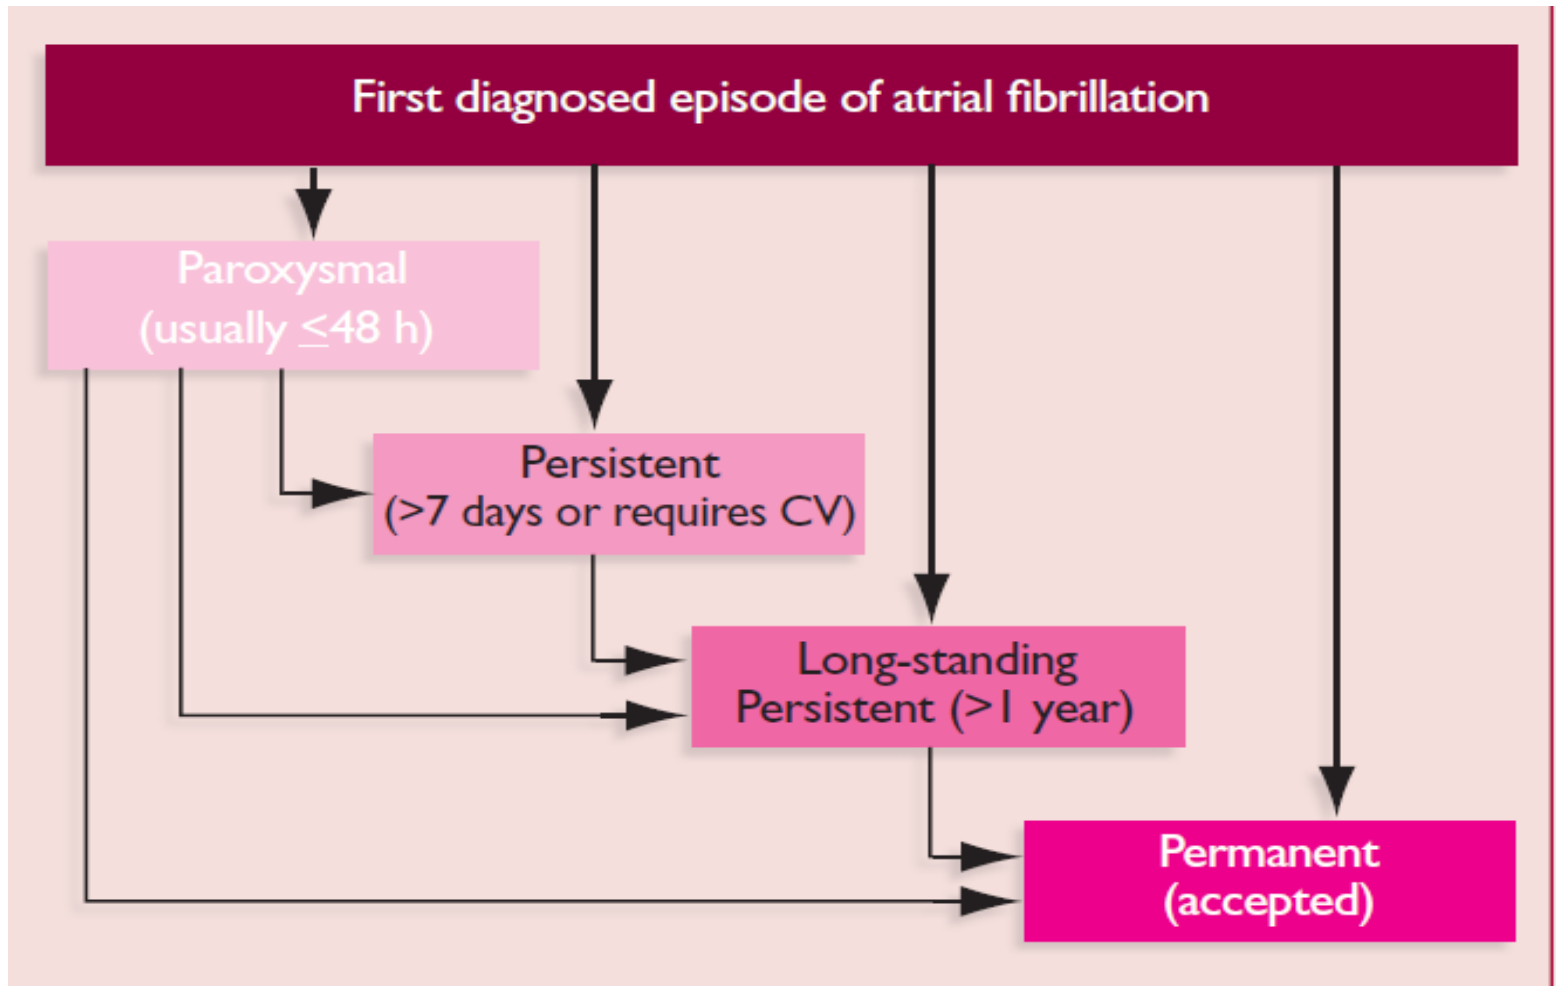 First diagnosed episode of atrial fibrillation
Paroxysmal
(usually ≤48 h)
Persistent
(>7 days or requires CV)
Long-standing
Persistent (>1 year)
Permanent
(accepted)